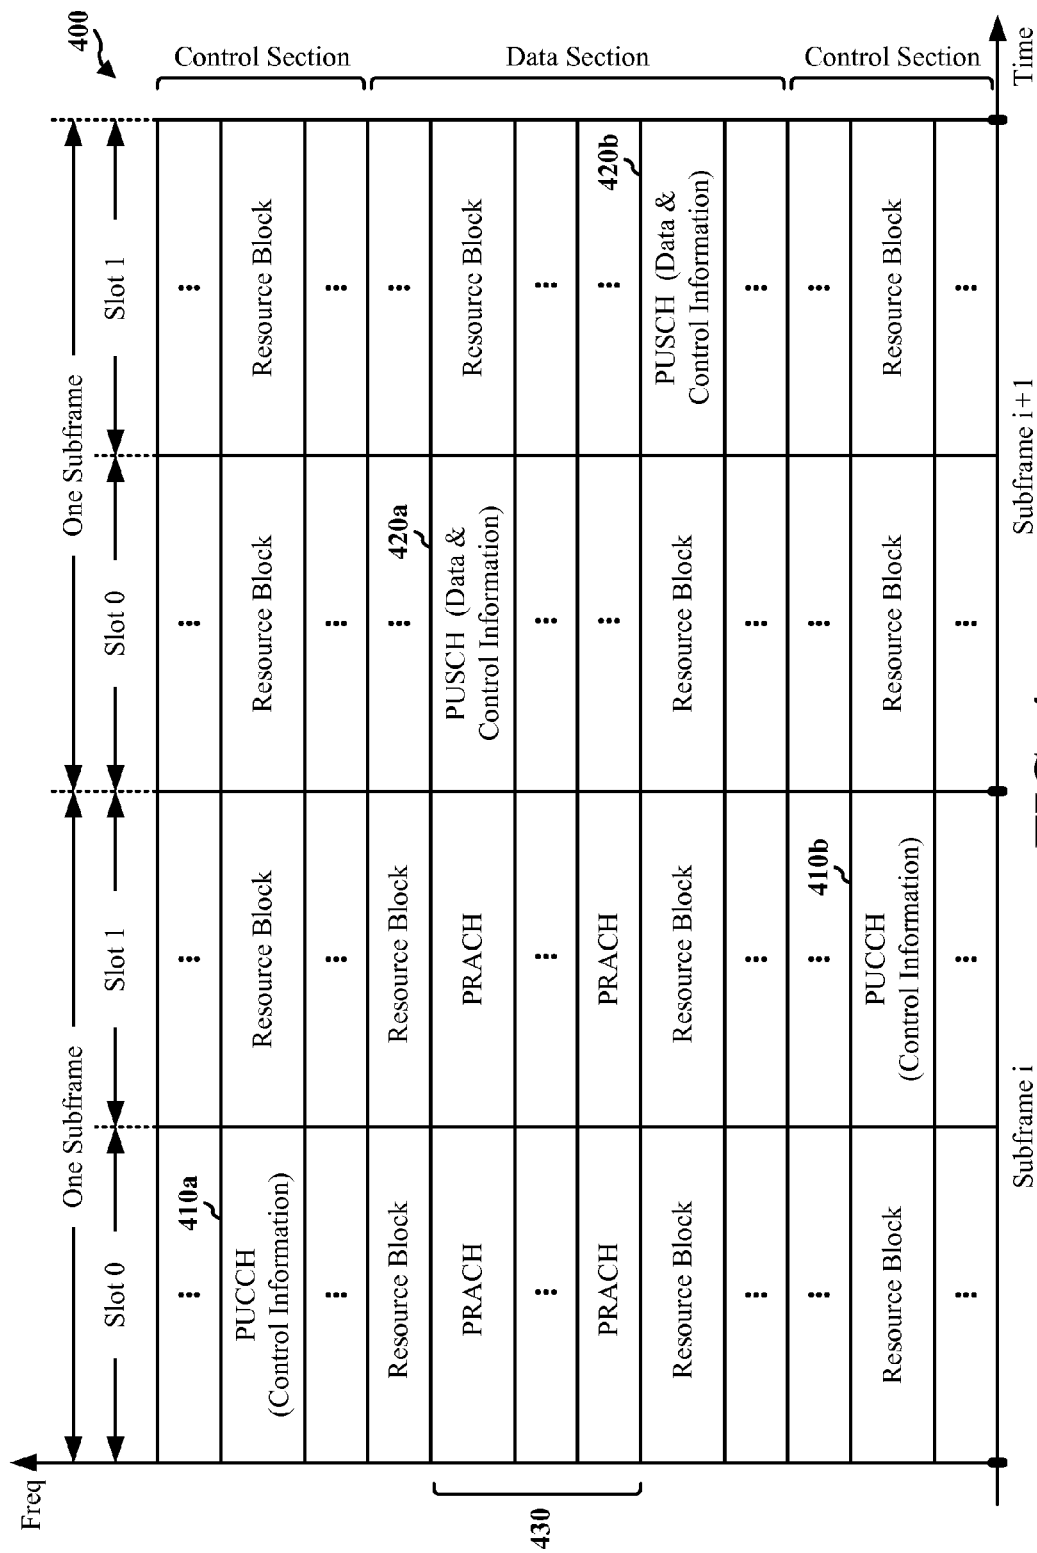 Freq
400
One Subframe
One Subframe
Slot 0
Slot 1
Slot 0
Slot 1
Control Section
...
...
...
...
410a
PUCCH
(Control Information)
Resource Block
Resource Block
Resource Block
...
...
...
...
Data Section
Resource Block
Resource Block
...
...
420a
430
PRACH
PRACH
PUSCH (Data &
Control Information)
Resource Block
...
...
...
...
PRACH
PRACH
...
...
420b
Resource Block
Resource Block
Resource Block
PUSCH (Data &
Control Information)
...
...
...
...
Control Section
...
...
...
...
410b
Resource Block
PUCCH
(Control Information)
Resource Block
Resource Block
...
...
...
...
Subframe i
Subframe i+1
Time